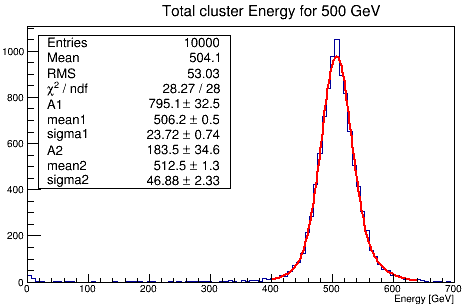 Total cluster Energy for 500 GeV
Entries 10000
Mean 504.1
RMS 53.03
χ² / ndf 28.27 / 28
A1 795.1 ± 32.5
mean1 506.2 ± 0.5
sigma1 23.72 ± 0.74
A2 183.5 ± 34.6
mean2 512.5 ± 1.3
sigma2 46.88 ± 2.33
1000
800
600
400
200
0
0 100 200 300 400 500 600 700
Energy [GeV]